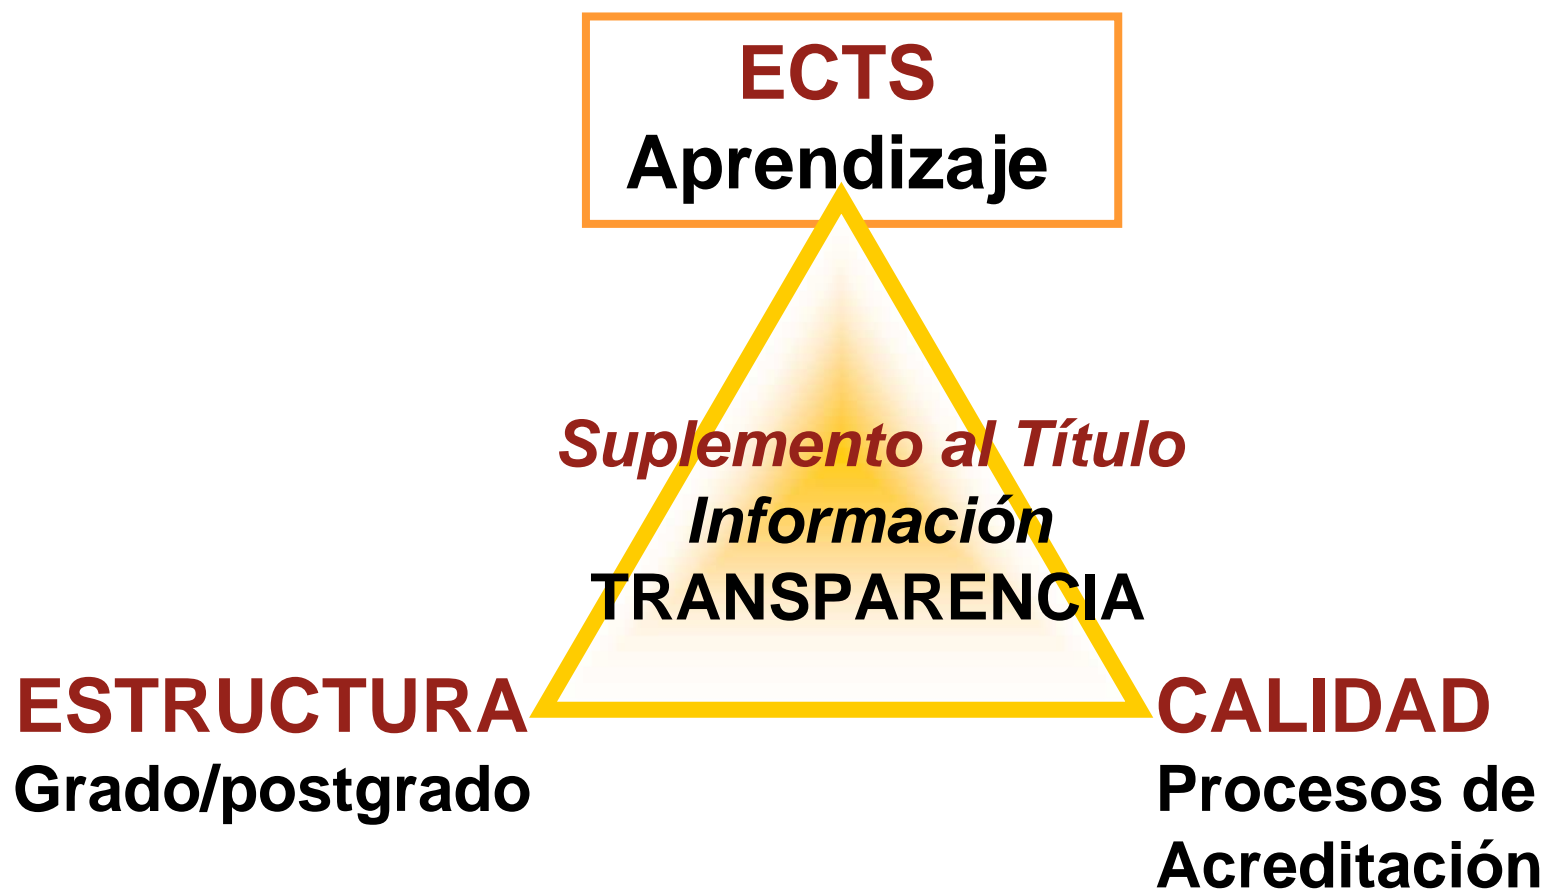 ECTS
Aprendizaje
Suplemento al Título
Información
TRANSPARENCIA
ESTRUCTURA
Grado/postgrado
CALIDAD
Procesos de
Acreditación